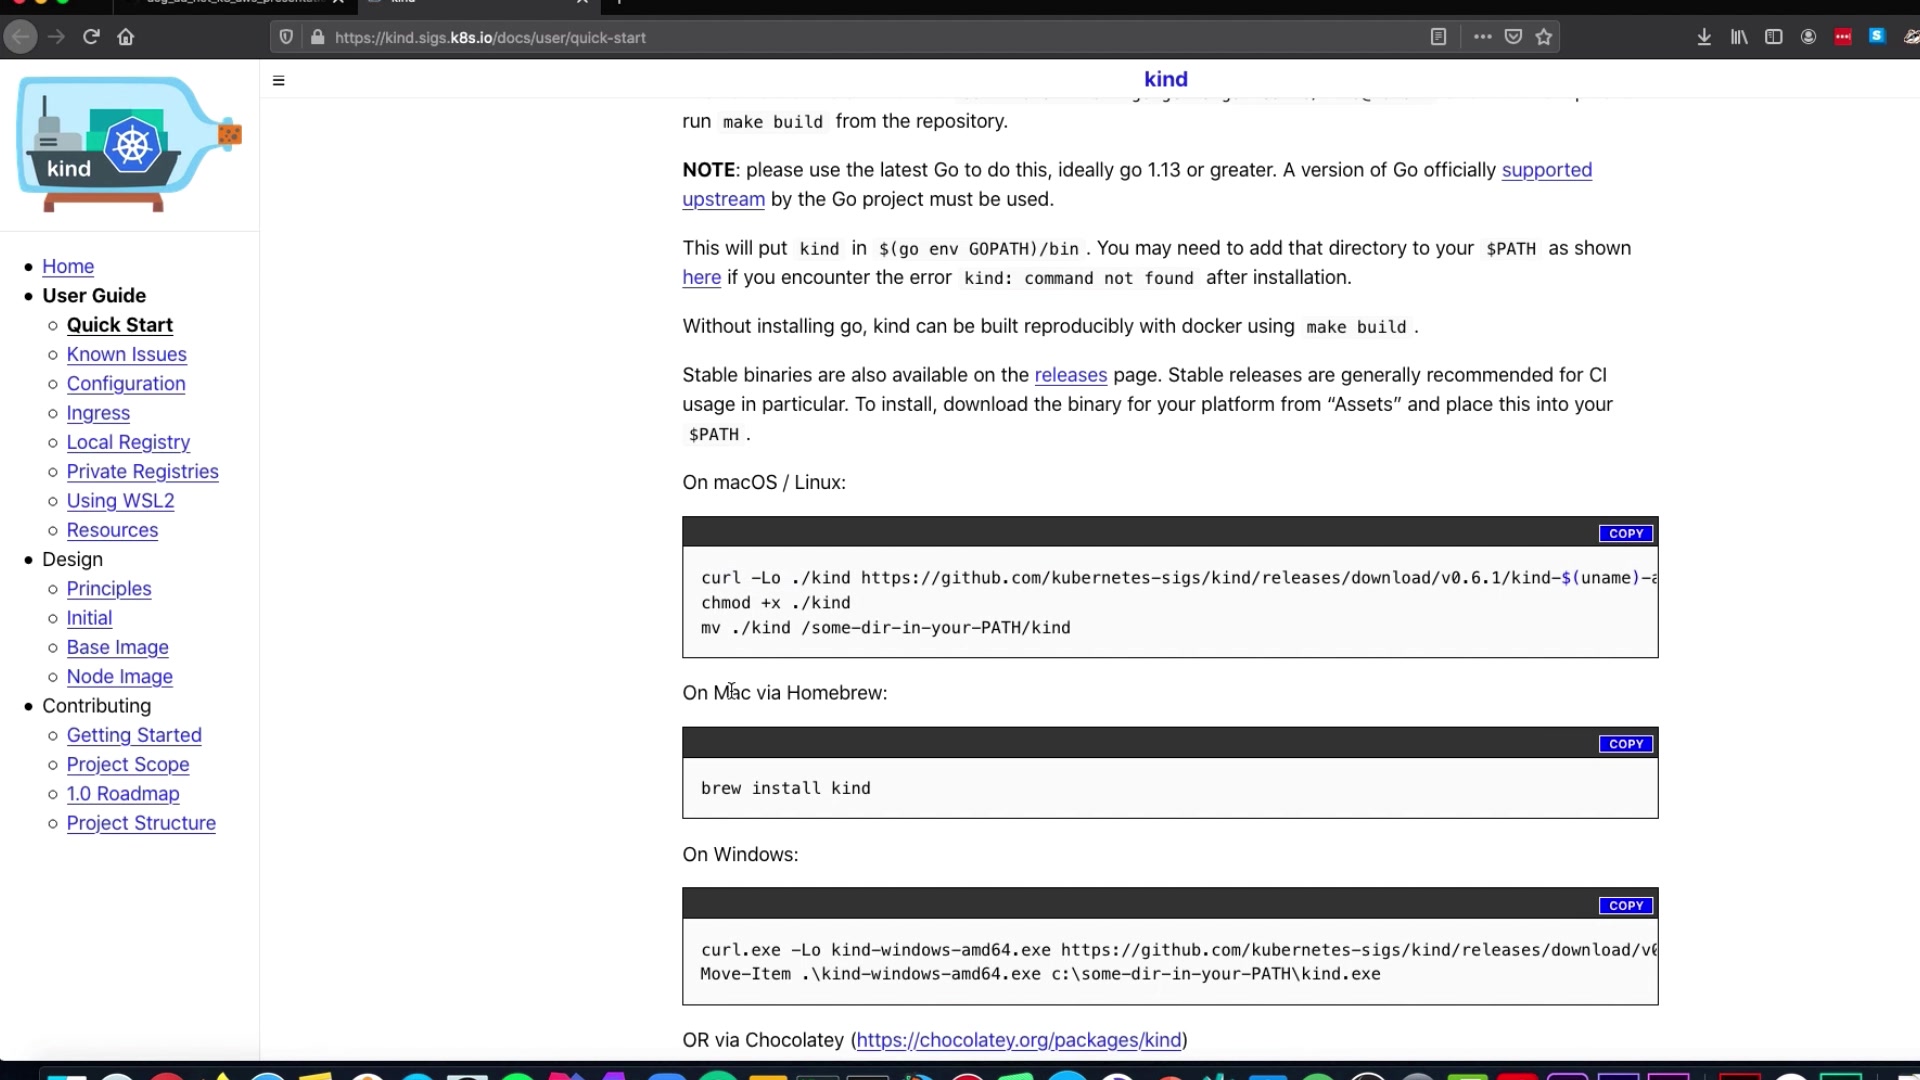 kind
https://kind.sigs.k8s.io/docs/user/quick-start
kind
kind
Home
User Guide
Quick Start
Known Issues
Configuration
Ingress
Local Registry
Private Registries
Using WSL2
Resources
Design
Principles
Initial
Base Image
Node Image
Contributing
Getting Started
Project Scope
1.0 Roadmap
Project Structure
run make build from the repository.
NOTE: please use the latest Go to do this, ideally go 1.13 or greater. A version of Go officially supported
upstream by the Go project must be used.
This will put kind in $(go env GOPATH)/bin . You may need to add that directory to your $PATH as shown
here if you encounter the error kind: command not found after installation.
Without installing go, kind can be built reproducibly with docker using make build .
Stable binaries are also available on the releases page. Stable releases are generally recommended for CI
usage in particular. To install, download the binary for your platform from “Assets” and place this into your
$PATH .
On macOS / Linux:
COPY
curl -Lo ./kind https://github.com/kubernetes-sigs/kind/releases/download/v0.6.1/kind-$(uname)-a
chmod +x ./kind
mv ./kind /some-dir-in-your-PATH/kind
On Mac via Homebrew:
COPY
brew install kind
On Windows:
COPY
curl.exe -Lo kind-windows-amd64.exe https://github.com/kubernetes-sigs/kind/releases/download/v0
Move-Item .\kind-windows-amd64.exe c:\some-dir-in-your-PATH\kind.exe
OR via Chocolatey (https://chocolatey.org/packages/kind)